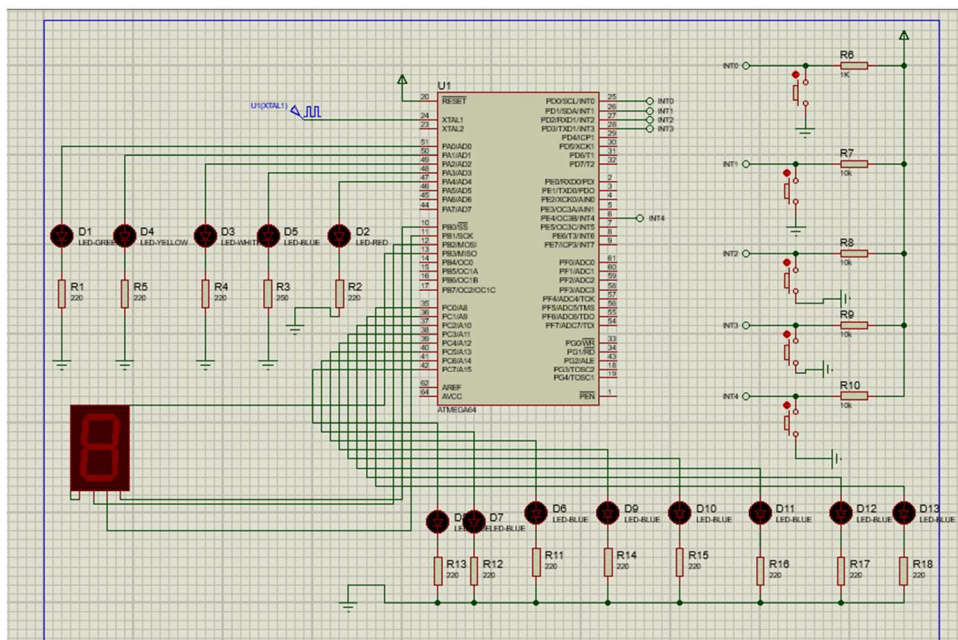 U1
20 RESET
24 XTAL1
23 XTAL2
51 PA0/AD0
50 PA1/AD1
49 PA2/AD2
48 PA3/AD3
47 PA4/AD4
46 PA5/AD5
45 PA6/AD6
44 PA7/AD7
10 PB0/SS
11 PB1/SCK
12 PB2/MOSI
13 PB3/MISO
14 PB4/OC0
15 PB5/OC1A
16 PB6/OC1B
17 PB7/OC2/OC1C
35 PC0/A8
36 PC1/A9
37 PC2/A10
38 PC3/A11
39 PC4/A12
40 PC5/A13
41 PC6/A14
42 PC7/A15
62 AREF
64 AVCC
ATMEGA64
PD0/SCL/INT0 25 INT0
PD1/SDA/INT1 26 INT1
PD2/RXD1/INT2 27 INT2
PD3/TXD1/INT3 28 INT3
PD4/ICP1 29
PD5/XCK1 30
PD6/T1 31
PD7/T2 32
PE0/RXD0/PDI 2
PE1/TXD0/PDO 3
PE2/XCK0/AIN0 4
PE3/OC3A/AIN1 5
PE4/OC3B/INT4 6 INT4
PE5/OC3C/INT5 7
PE6/T3/INT6 8
PE7/ICP3/INT7 9
PF0/ADC0 61
PF1/ADC1 60
PF2/ADC2 59
PF3/ADC3 58
PF4/ADC4/TCK 57
PF5/ADC5/TMS 56
PF6/ADC6/TDO 55
PF7/ADC7/TDI 54
PG0/WR 33
PG1/RD 34
PG2/ALE 43
PG3/TOSC2 18
PG4/TOSC1 19
PEN 1
U1(XTAL1)
D1
LED-GREE
D4
LED-YELLOW
D3
LED-WHIT
D5
LED-BLUE
D2
LED-RED
R1
220
R5
220
R4
220
R3
250
R2
220
INT0
R6
1K
INT1
R7
10k
INT2
R8
10k
INT3
R9
10k
INT4
R10
10k
D7
LED-BLUE
D6
LED-BLUE
D9
LED-BLUE
D10
LED-BLUE
D11
LED-BLUE
D12
LED-BLUE
D13
LED-BLUE
R13
220
R12
220
R11
220
R14
220
R15
220
R16
220
R17
220
R18
220